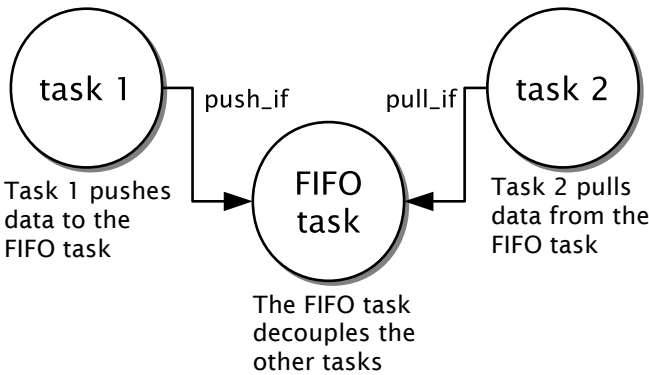 task 1
push_if
pull_if
task 2
FIFO
task
Task 1 pushes
data to the
FIFO task
Task 2 pulls
data from the
FIFO task
The FIFO task
decouples the
other tasks